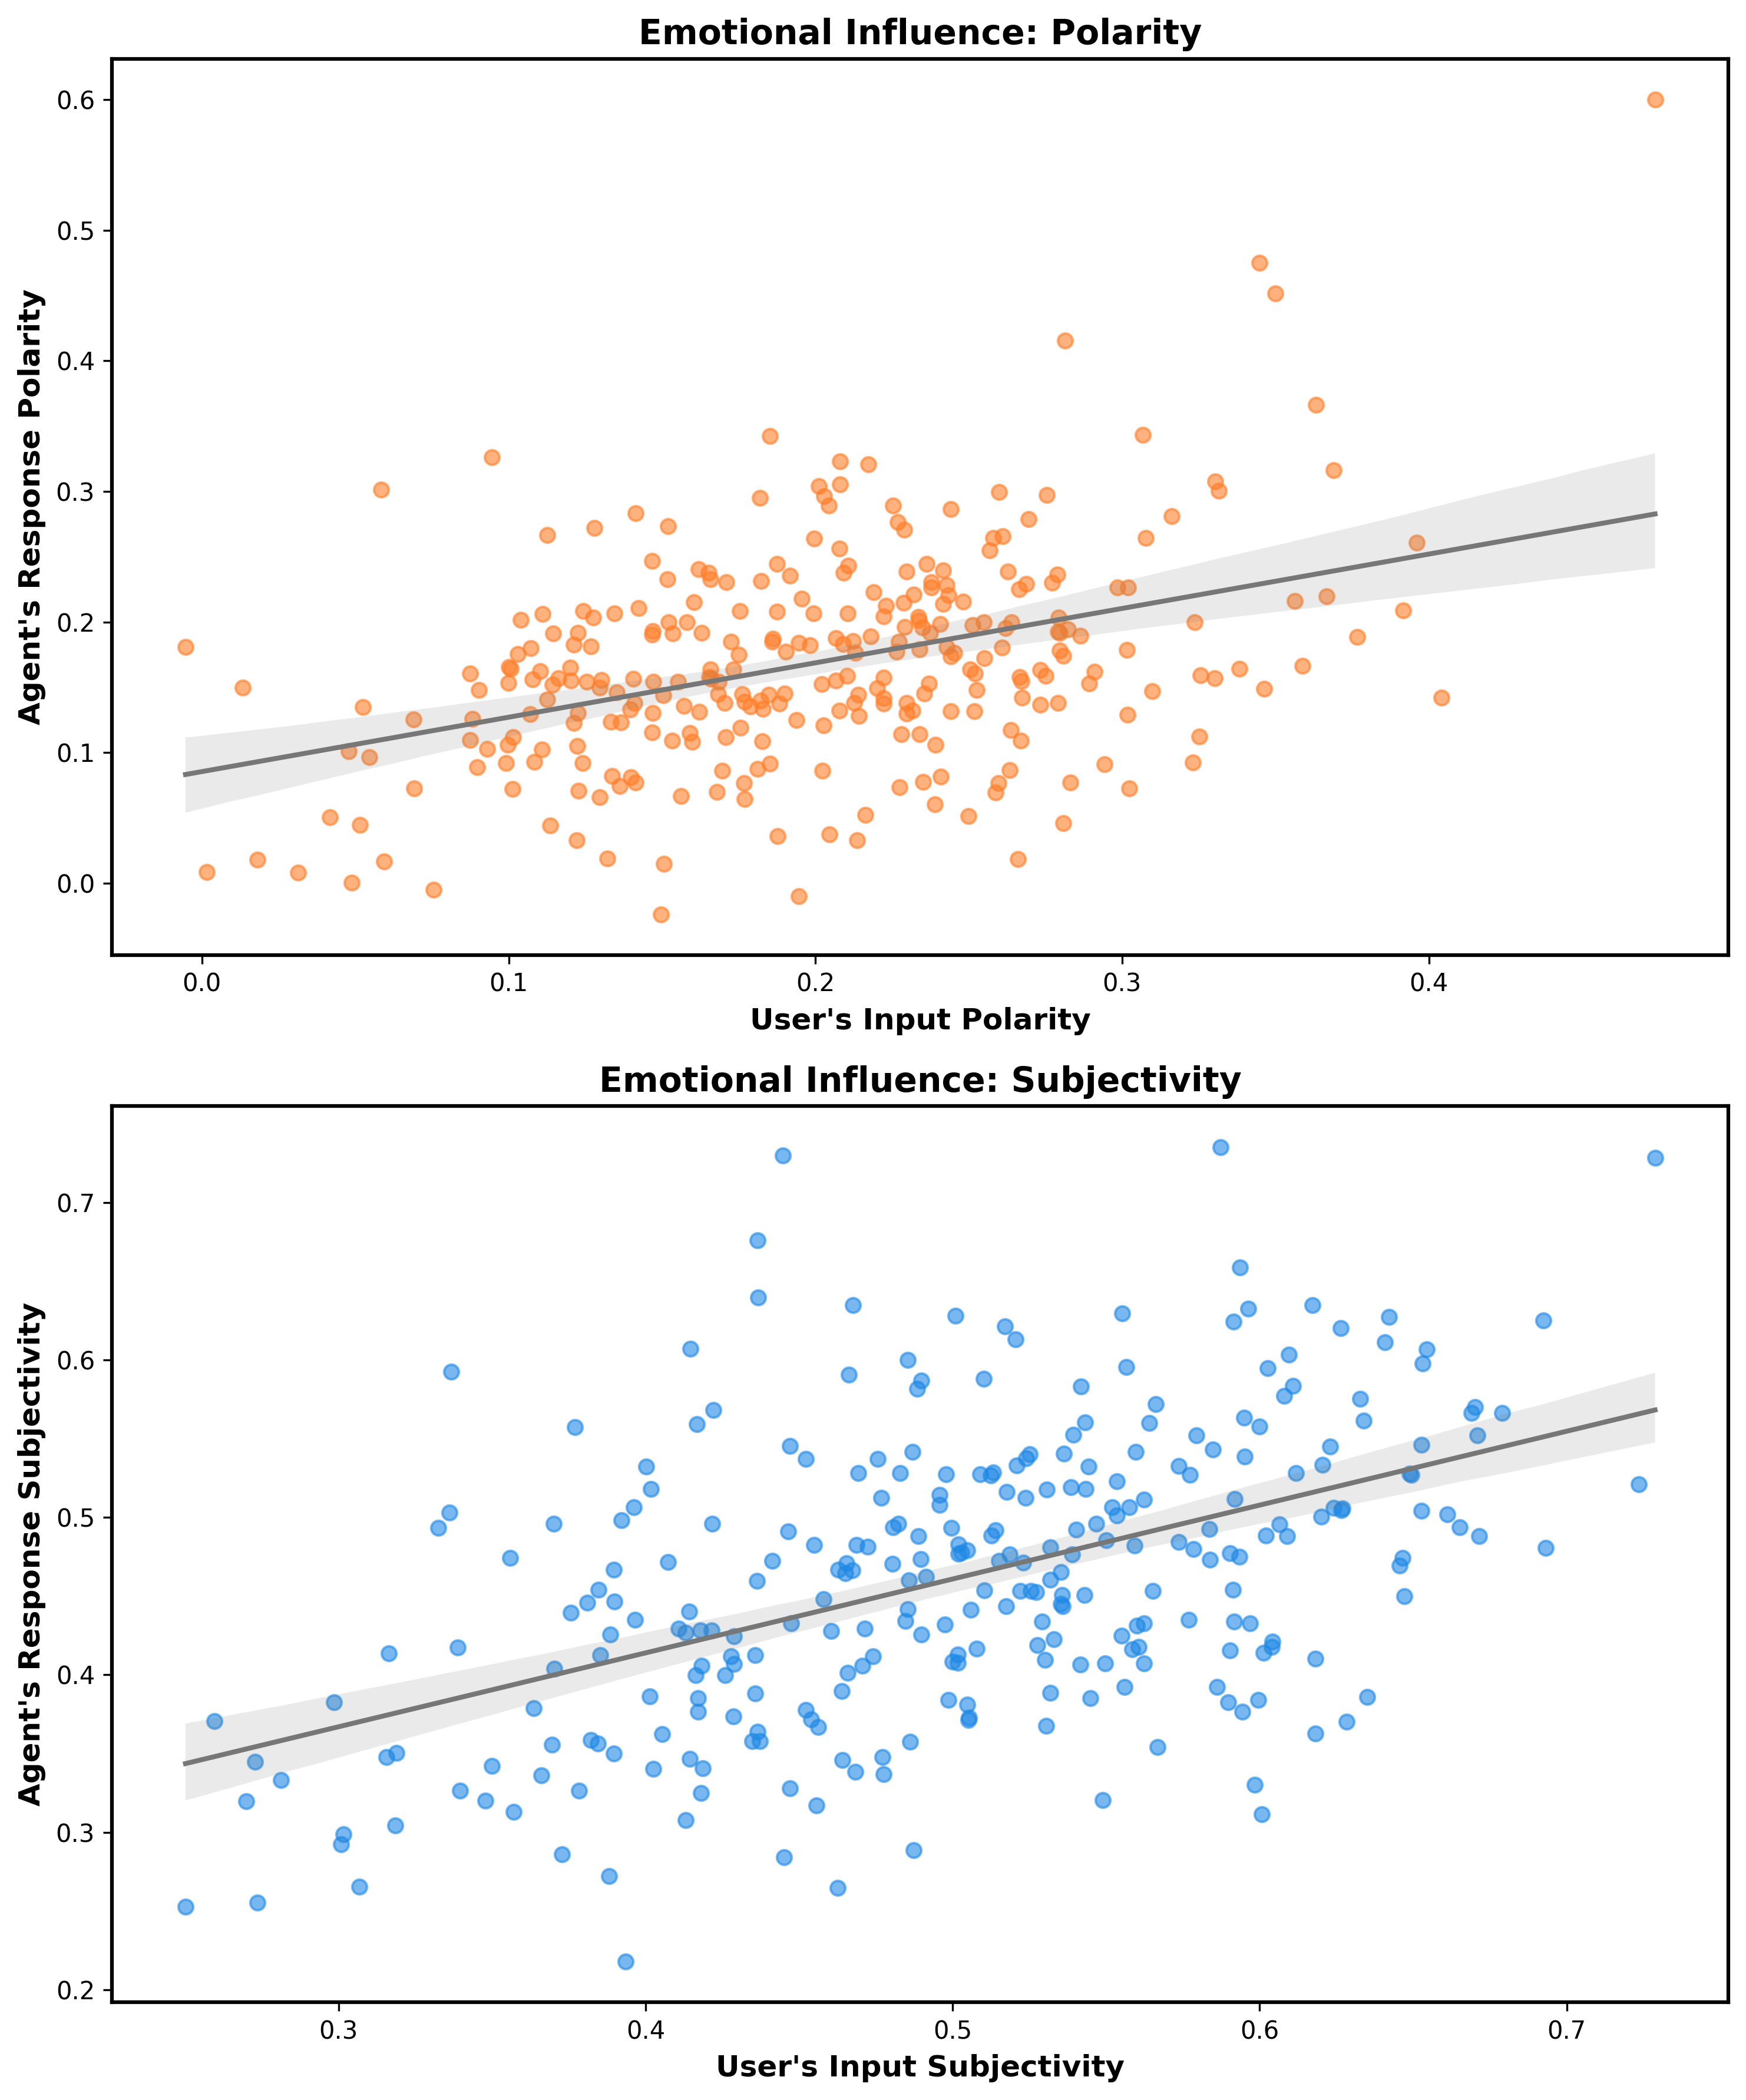 Emotional Influence: Polarity
0.6
0.5
0.4
0.3
0.2
0.1
0.0
Agent's Response Polarity
0.0 0.1 0.2 0.3 0.4
User's Input Polarity
Emotional Influence: Subjectivity
0.7
0.6
0.5
0.4
0.3
0.2
Agent's Response Subjectivity
0.3 0.4 0.5 0.6 0.7
User's Input Subjectivity